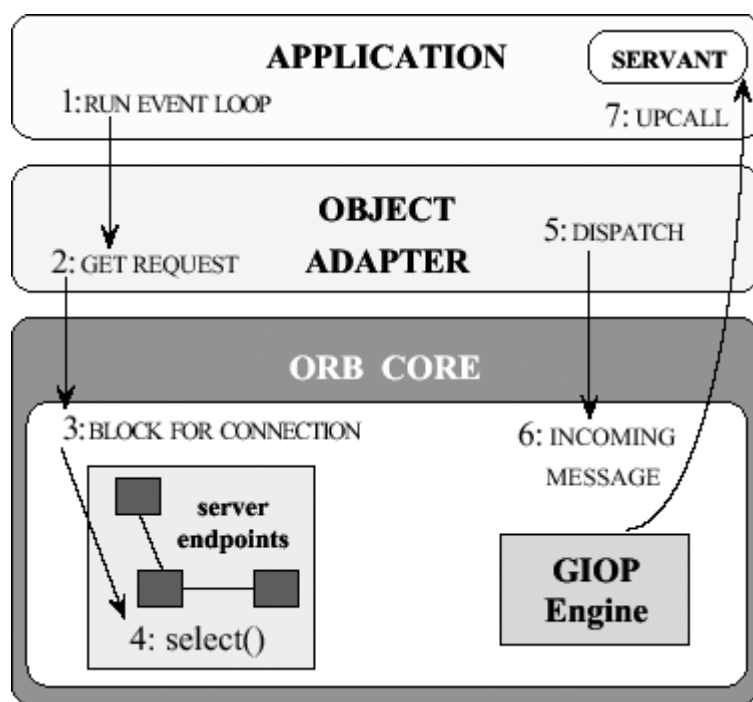 APPLICATION
SERVANT
1: RUN EVENT LOOP
7: UPCALL
OBJECT
ADAPTER
5: DISPATCH
2: GET REQUEST
ORB CORE
3: BLOCK FOR CONNECTION
6: INCOMING
MESSAGE
server
endpoints
4: select()
GIOP
Engine